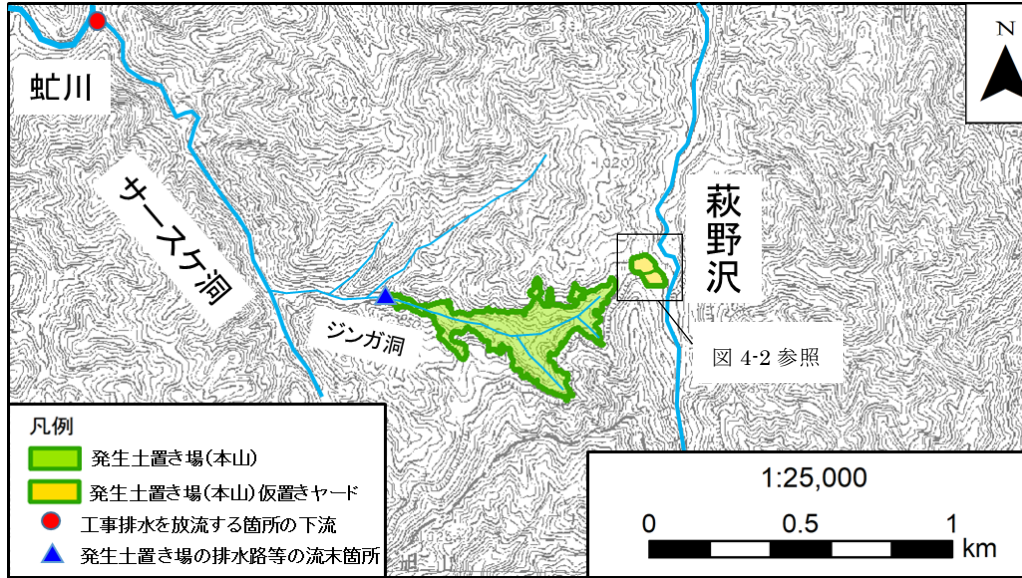 N
虻川
サースケ洞
萩野沢
ジンガ洞
図 4-2 参照
凡例
発生土置き場(本山)
発生土置き場(本山)仮置きヤード
工事排水を放流する箇所の下流
発生土置き場の排水路等の流末箇所
1:25,000
0 0.5 1
km